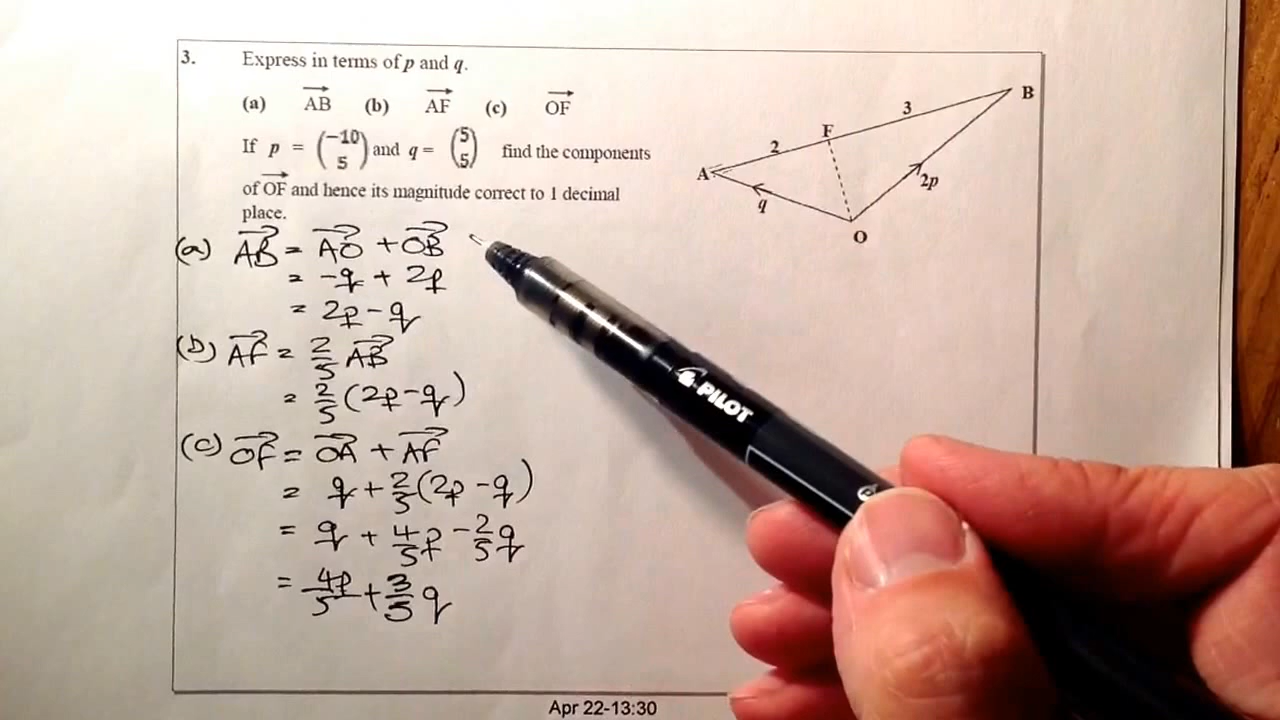 3. Express in terms of p and q.
(a) AB (b) AF (c) OF
If p = (-10 5) and q = (5 5) find the components
of OF and hence its magnitude correct to 1 decimal
place.
B
3
F
2
A
2p
q
O
(a) AB = AO + OB
= -q + 2p
= 2p - q
(b) AF = 2/5 AB
= 2/5 (2p - q)
(c) OF = OA + AF
= q + 2/5 (2p - q)
= q + 4/5 p - 2/5 q
= 4p/5 + 3/5 q
PILOT
Apr 22-13:30